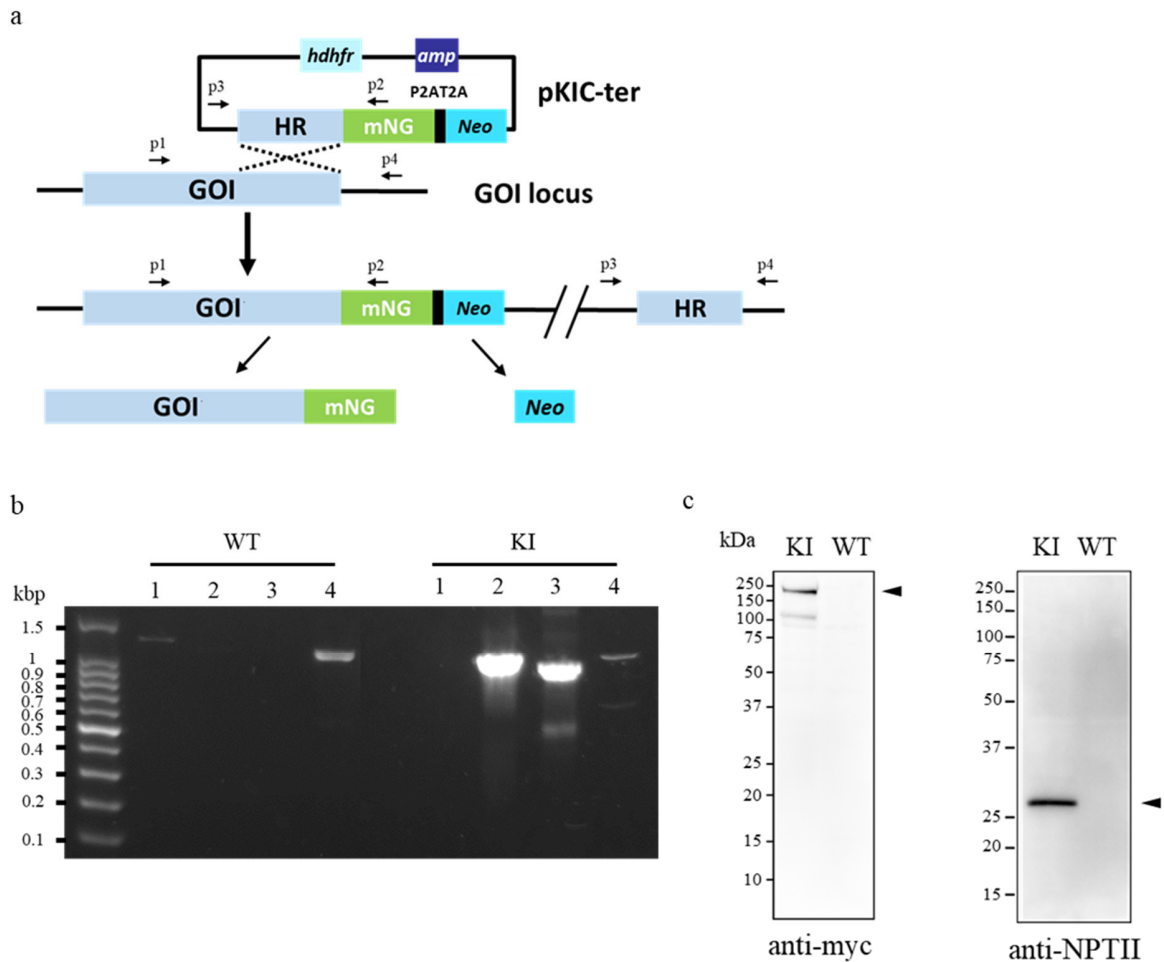 a
hdhfr
amp
p3
p2
P2AT2A
pKIC-ter
HR
mNG
Neo
p1
p4
GOI
GOI locus
p1
p2
p3
p4
GOI
mNG
Neo
HR
GOI
mNG
Neo
b
WT
KI
kbp
1 2 3 4 1 2 3 4
1.5
1
0.9
0.8
0.7
0.6
0.5
0.4
0.3
0.2
0.1
c
kDa
KI WT
250
150
100
75
50
37
25
20
15
10
anti-myc
KI WT
250
150
100
75
50
37
25
20
15
anti-NPTII